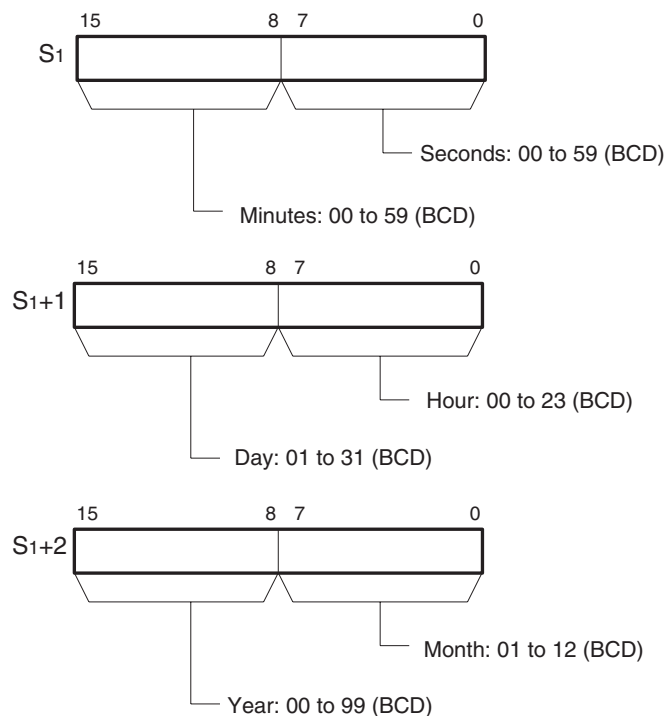 15 8 7 0
S1
Seconds: 00 to 59 (BCD)
Minutes: 00 to 59 (BCD)
15 8 7 0
S1+1
Hour: 00 to 23 (BCD)
Day: 01 to 31 (BCD)
15 8 7 0
S1+2
Month: 01 to 12 (BCD)
Year: 00 to 99 (BCD)